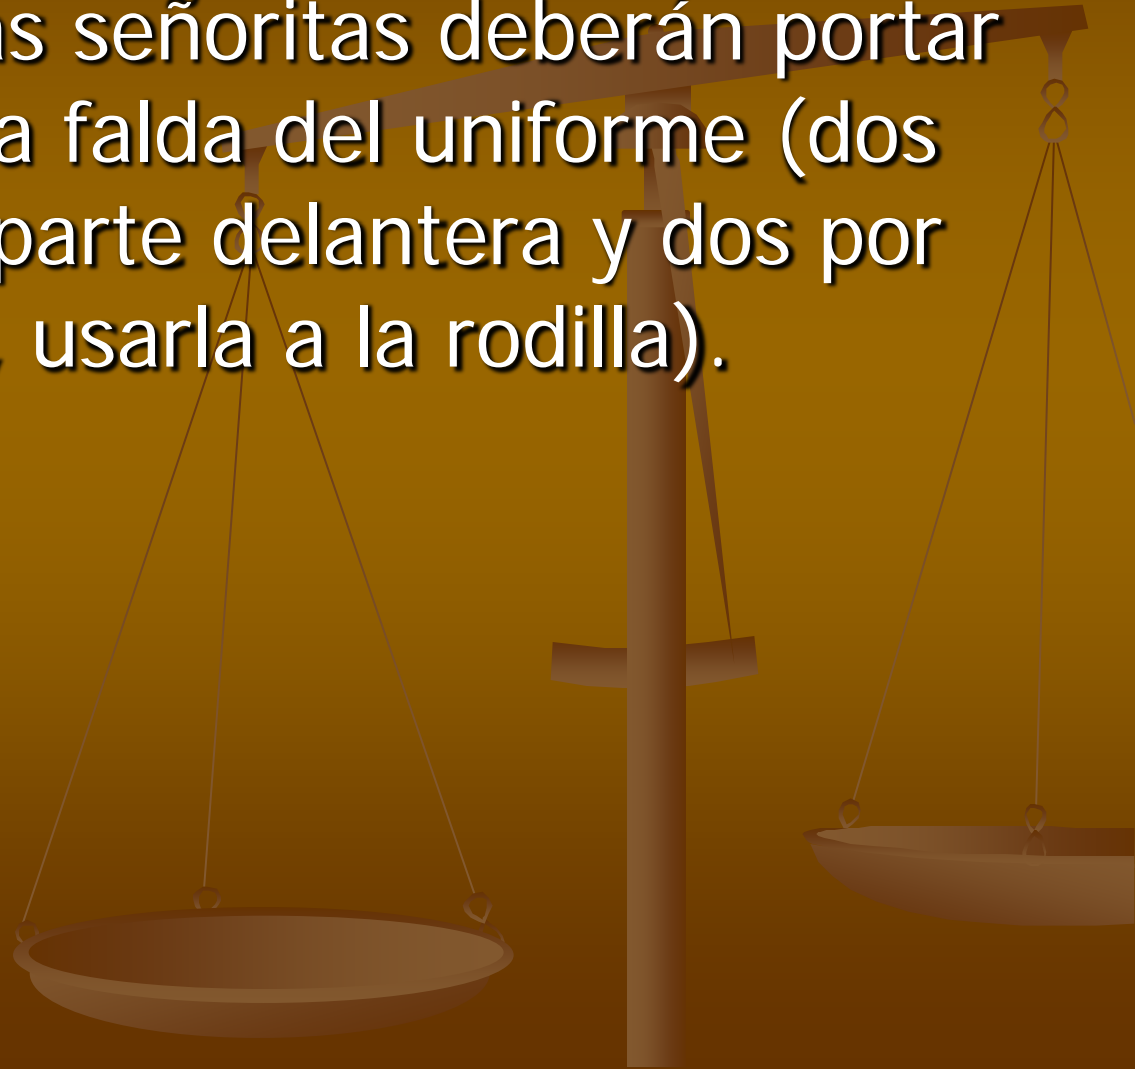 señoritas deberán portar
falda del uniforme (dos
parte delantera y dos por
usarla a la rodilla).